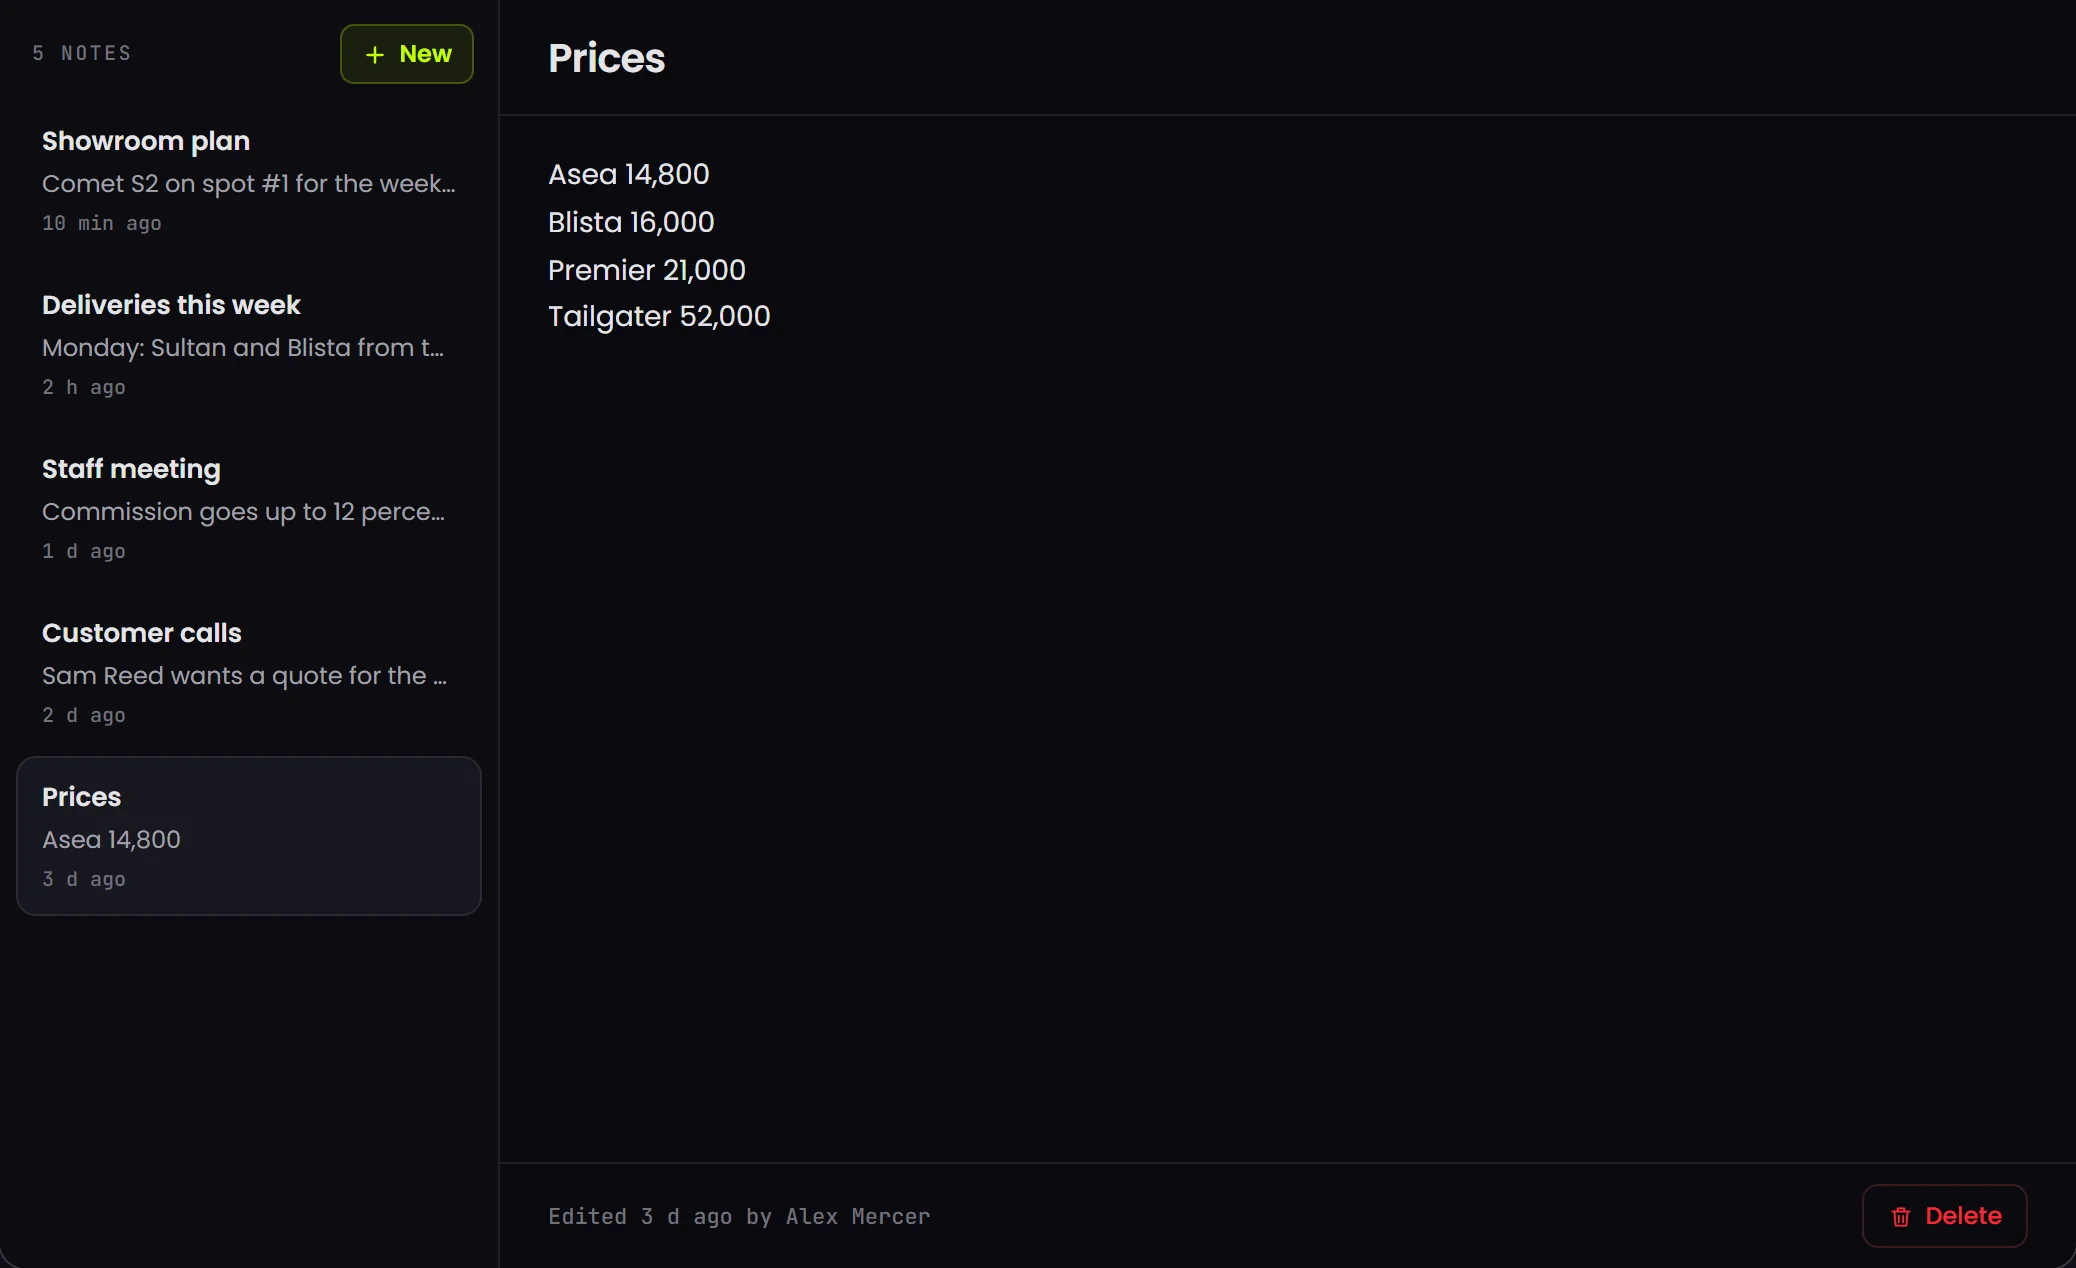 5 NOTES
+ New
Showroom plan
Comet S2 on spot #1 for the week...
10 min ago
Deliveries this week
Monday: Sultan and Blista from t...
2 h ago
Staff meeting
Commission goes up to 12 perce...
1 d ago
Customer calls
Sam Reed wants a quote for the ...
2 d ago
Prices
Asea 14,800
3 d ago
Prices
Asea 14,800
Blista 16,000
Premier 21,000
Tailgater 52,000
Edited 3 d ago by Alex Mercer
Delete